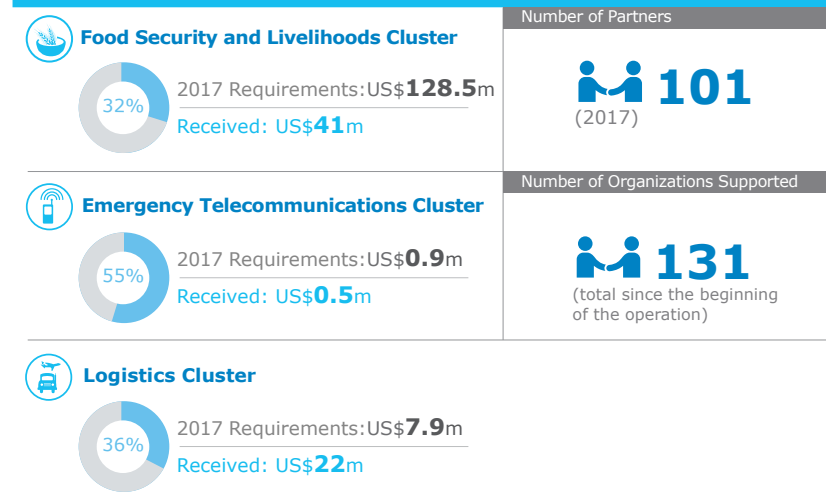 Food Security and Livelihoods Cluster
32%
2017 Requirements:US$128.5m
Received: US$41m
Number of Partners
101
(2017)
Emergency Telecommunications Cluster
55%
2017 Requirements:US$0.9m
Received: US$0.5m
Number of Organizations Supported
131
(total since the beginning
of the operation)
Logistics Cluster
36%
2017 Requirements:US$7.9m
Received: US$22m